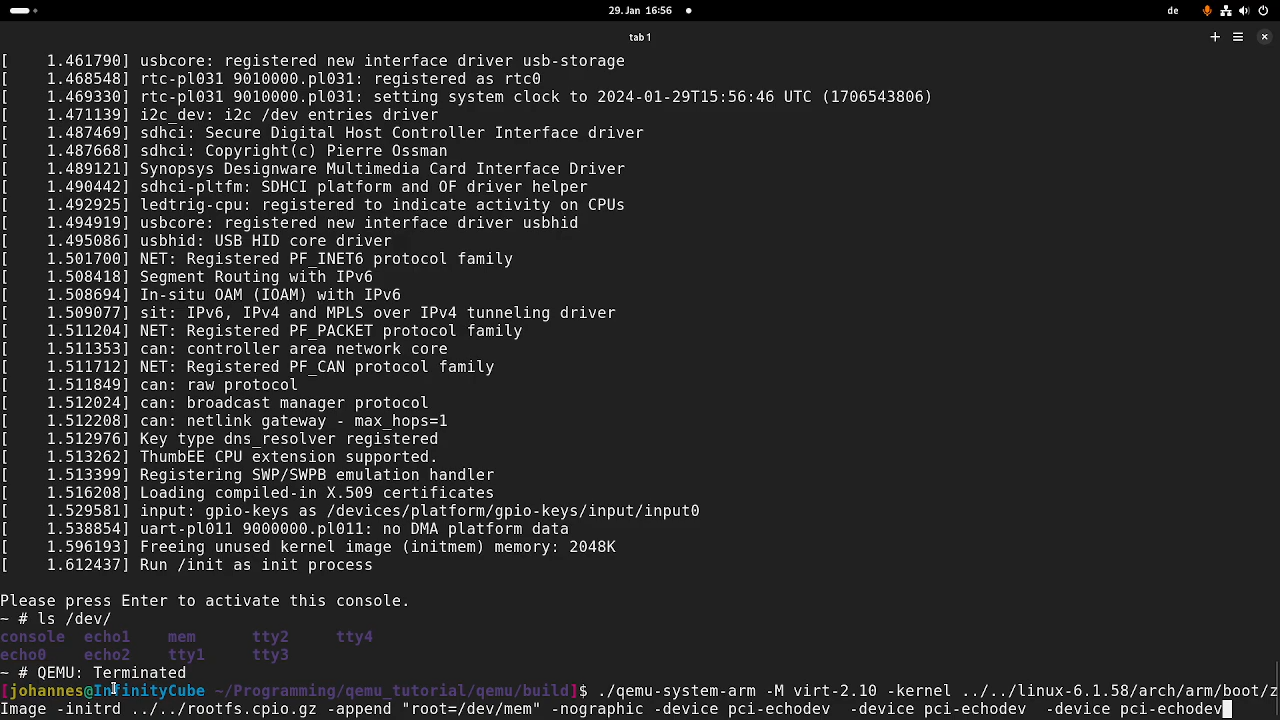 29. Jan 16:56
de
tab 1
[    1.461790] usbcore: registered new interface driver usb-storage
[    1.468548] rtc-pl031 9010000.pl031: registered as rtc0
[    1.469330] rtc-pl031 9010000.pl031: setting system clock to 2024-01-29T15:56:46 UTC (1706543806)
[    1.471139] i2c_dev: i2c /dev entries driver
[    1.487469] sdhci: Secure Digital Host Controller Interface driver
[    1.487668] sdhci: Copyright(c) Pierre Ossman
[    1.489121] Synopsys Designware Multimedia Card Interface Driver
[    1.490442] sdhci-pltfm: SDHCI platform and OF driver helper
[    1.492925] ledtrig-cpu: registered to indicate activity on CPUs
[    1.494919] usbcore: registered new interface driver usbhid
[    1.495086] usbhid: USB HID core driver
[    1.501700] NET: Registered PF_INET6 protocol family
[    1.508418] Segment Routing with IPv6
[    1.508694] In-situ OAM (IOAM) with IPv6
[    1.509077] sit: IPv6, IPv4 and MPLS over IPv4 tunneling driver
[    1.511204] NET: Registered PF_PACKET protocol family
[    1.511353] can: controller area network core
[    1.511712] NET: Registered PF_CAN protocol family
[    1.511849] can: raw protocol
[    1.512024] can: broadcast manager protocol
[    1.512208] can: netlink gateway - max_hops=1
[    1.512976] Key type dns_resolver registered
[    1.513262] ThumbEE CPU extension supported.
[    1.513399] Registering SWP/SWPB emulation handler
[    1.516208] Loading compiled-in X.509 certificates
[    1.529581] input: gpio-keys as /devices/platform/gpio-keys/input/input0
[    1.538854] uart-pl011 9000000.pl011: no DMA platform data
[    1.596193] Freeing unused kernel image (initmem) memory: 2048K
[    1.612437] Run /init as init process
Please press Enter to activate this console.
~ # ls /dev/
console  echo1    mem      tty2     tty4
echo0    echo2    tty1     tty3
~ # QEMU: Terminated
[johannes@InfinityCube ~/Programming/qemu_tutorial/qemu/build]$ ./qemu-system-arm -M virt-2.10 -kernel ../../linux-6.1.58/arch/arm/boot/z
Image -initrd ../../rootfs.cpio.gz -append "root=/dev/mem" -nographic -device pci-echodev  -device pci-echodev  -device pci-echodev